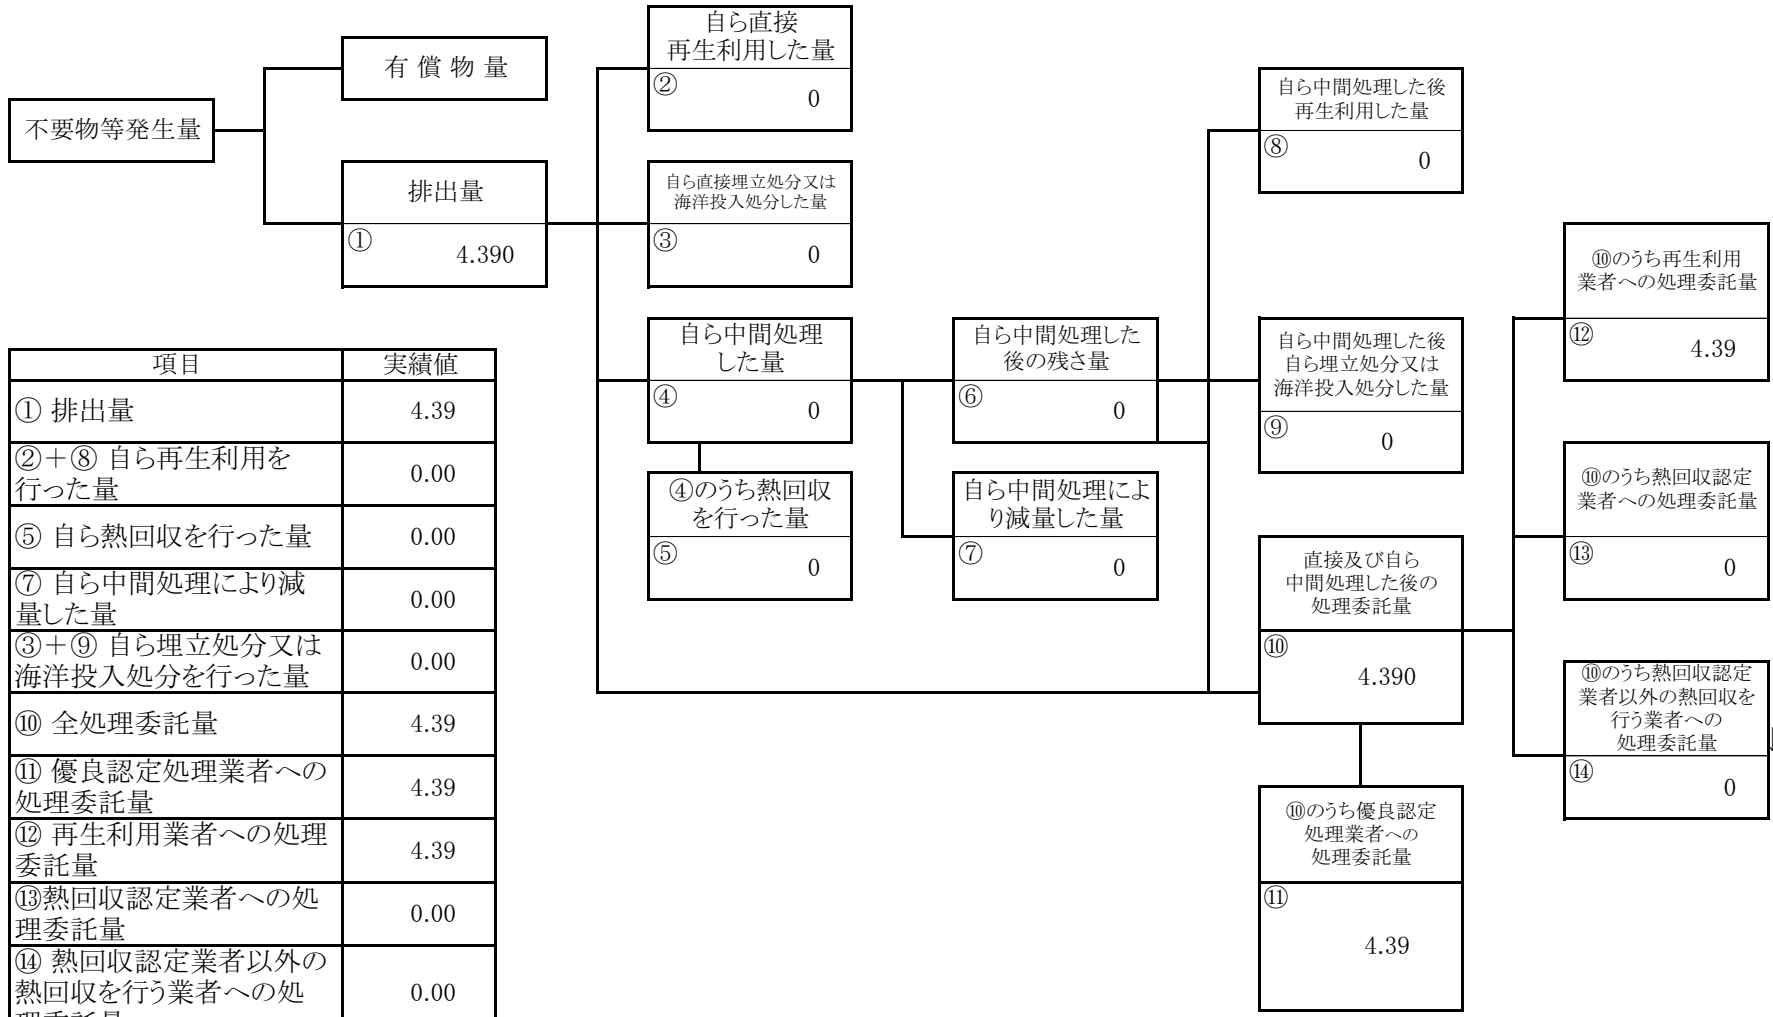 自ら直接
再生利用した量
②
0
有 償 物 量
不要物等発生量
排出量
①
4.390
自ら直接埋立処分又は
海洋投入処分した量
③
0
自ら中間処理した後
再生利用した量
⑧
0
自ら中間処理
した量
④
0
自ら中間処理した
後の残さ量
⑥
0
自ら中間処理した後
自ら埋立処分又は
海洋投入処分した量
⑨
0
④のうち熱回収
を行った量
⑤
0
自ら中間処理によ
り減量した量
⑦
0
直接及び自ら
中間処理した後の
処理委託量
⑩
4.390
⑩のうち再生利用
業者への処理委託量
⑫
4.39
⑩のうち熱回収認定
業者への処理委託量
⑬
0
⑩のうち熱回収認定
業者以外の熱回収を
行う業者への
処理委託量
⑭
0
⑩のうち優良認定
処理業者への
処理委託量
⑪
4.39
項目 実績値
① 排出量 4.39
②+⑧ 自ら再生利用を
行った量 0.00
⑤ 自ら熱回収を行った量 0.00
⑦ 自ら中間処理により減
量した量 0.00
③+⑨ 自ら埋立処分又は
海洋投入処分を行った量 0.00
⑩ 全処理委託量 4.39
⑪ 優良認定処理業者への
処理委託量 4.39
⑫ 再生利用業者への処理
委託量 4.39
⑬熱回収認定業者への処
理委託量 0.00
⑭ 熱回収認定業者以外の
熱回収を行う業者への処 0.00
理委託量